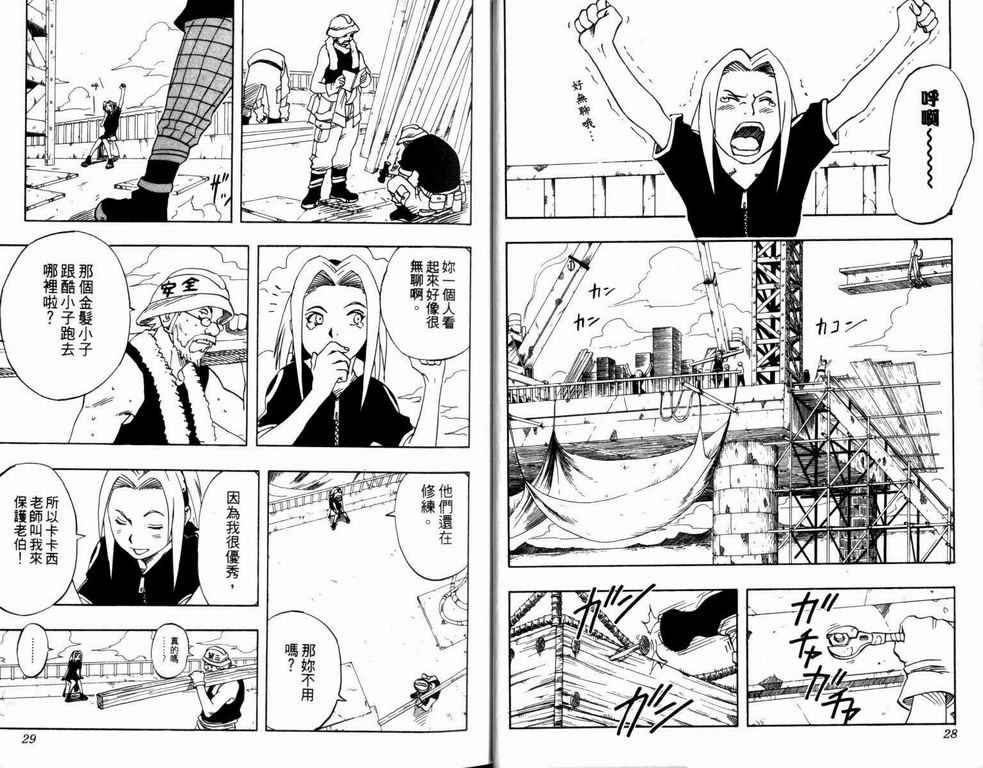 呼啊～
好無聊哦…
カン
カン
カコン
ガ
チャ
ガ
チャ
ガン
ガン
28
ザッ
妳一個人看
起來好像很
無聊啊。
安全
那個金髮小子
跟酷小子跑去
哪裡啦？
他們還在
修練。
那妳不用
嗎？
因為我很優秀，
所以卡卡西
老師叫我來
保護老伯！
真的嗎…
………
29